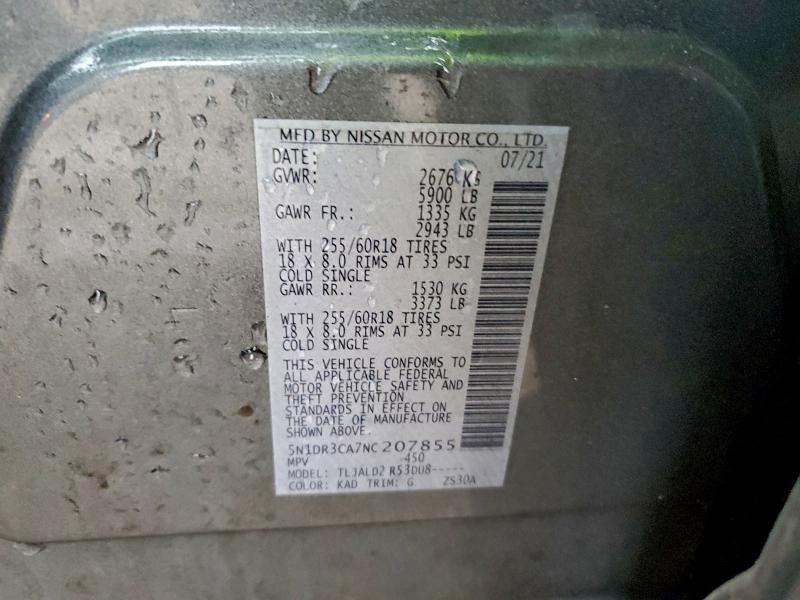 MFD BY NISSAN MOTOR CO., LTD.
DATE: 07/21
GVWR: 2676 KG
5900 LB
GAWR FR.: 1335 KG
2943 LB
WITH 255/60R18 TIRES
18 X 8.0 RIMS AT 33 PSI
COLD SINGLE
GAWR RR.: 1530 KG
3373 LB
WITH 255/60R18 TIRES
18 X 8.0 RIMS AT 33 PSI
COLD SINGLE
THIS VEHICLE CONFORMS TO
ALL APPLICABLE FEDERAL
MOTOR VEHICLE SAFETY AND
THEFT PREVENTION
STANDARDS IN EFFECT ON
THE DATE OF MANUFACTURE
SHOWN ABOVE.
5N1DR3CA7NC207855
MPV 450
MODEL: TLJALD2 R53DU8-----
COLOR: KAD TRIM: G ZS30A